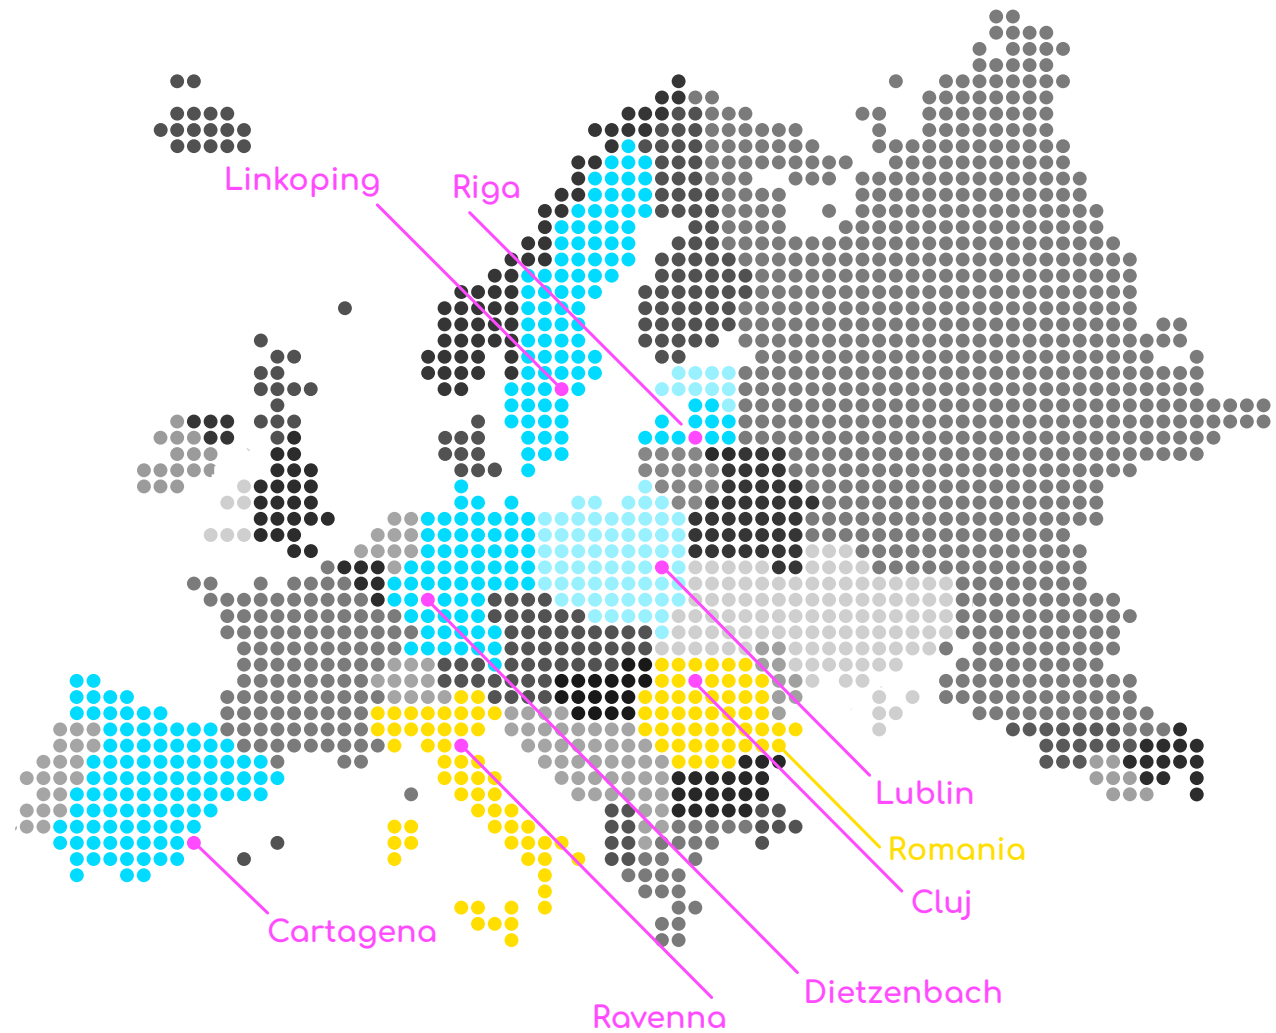 Linkoping
Riga
Lublin
Romania
Cluj
Cartagena
Dietzenbach
Ravenna